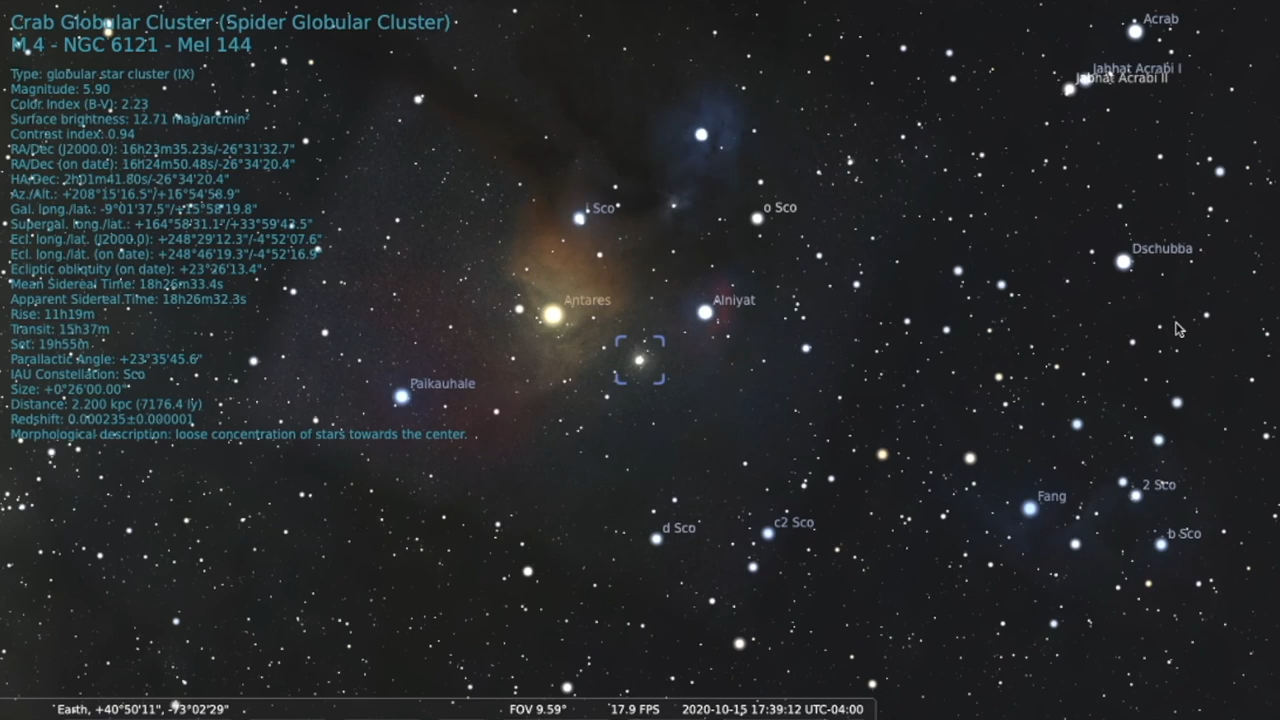 Crab Globular Cluster (Spider Globular Cluster)
M 4 - NGC 6121 - Mel 144
Type: globular star cluster (IX)
Magnitude: 5.90
Color Index (B-V): 2.23
Surface brightness: 12.71 mag/arcmin²
Contrast index: 0.94
RA/Dec (J2000.0): 16h23m35.23s/-26°31'32.7"
RA/Dec (on date): 16h24m50.48s/-26°34'20.4"
HA/Dec: 2h01m41.80s/-26°34'20.4"
Az./Alt.: +208°15'16.5"/+16°54'58.9"
Gal. long./lat.: -9°01'37.5"/+15°58'19.8"
Supergal. long./lat.: +164°58'31.1"/+33°59'43.5"
Ecl. long./lat. (J2000.0): +248°29'12.3"/-4°52'07.6"
Ecl. long./lat. (on date): +248°46'19.3"/-4°52'16.9"
Ecliptic obliquity (on date): +23°26'13.4"
Mean Sidereal Time: 18h26m33.4s
Apparent Sidereal Time: 18h26m32.3s
Rise: 11h19m
Transit: 15h37m
Set: 19h55m
Parallactic Angle: +23°35'45.6"
IAU Constellation: Sco
Size: +0°26'00.00"
Distance: 2.200 kpc (7176.4 ly)
Redshift: 0.000235±0.000001
Morphological description: loose concentration of stars towards the center.
Acrab
Jabhat Acrabi I
Jabhat Acrabi II
i Sco
o Sco
Dschubba
Antares
Alniyat
Paikauhale
Fang
2 Sco
d Sco
c2 Sco
b Sco
Earth, +40°50'11", -73°02'29"
FOV 9.59°
17.9 FPS
2020-10-15 17:39:12 UTC-04:00